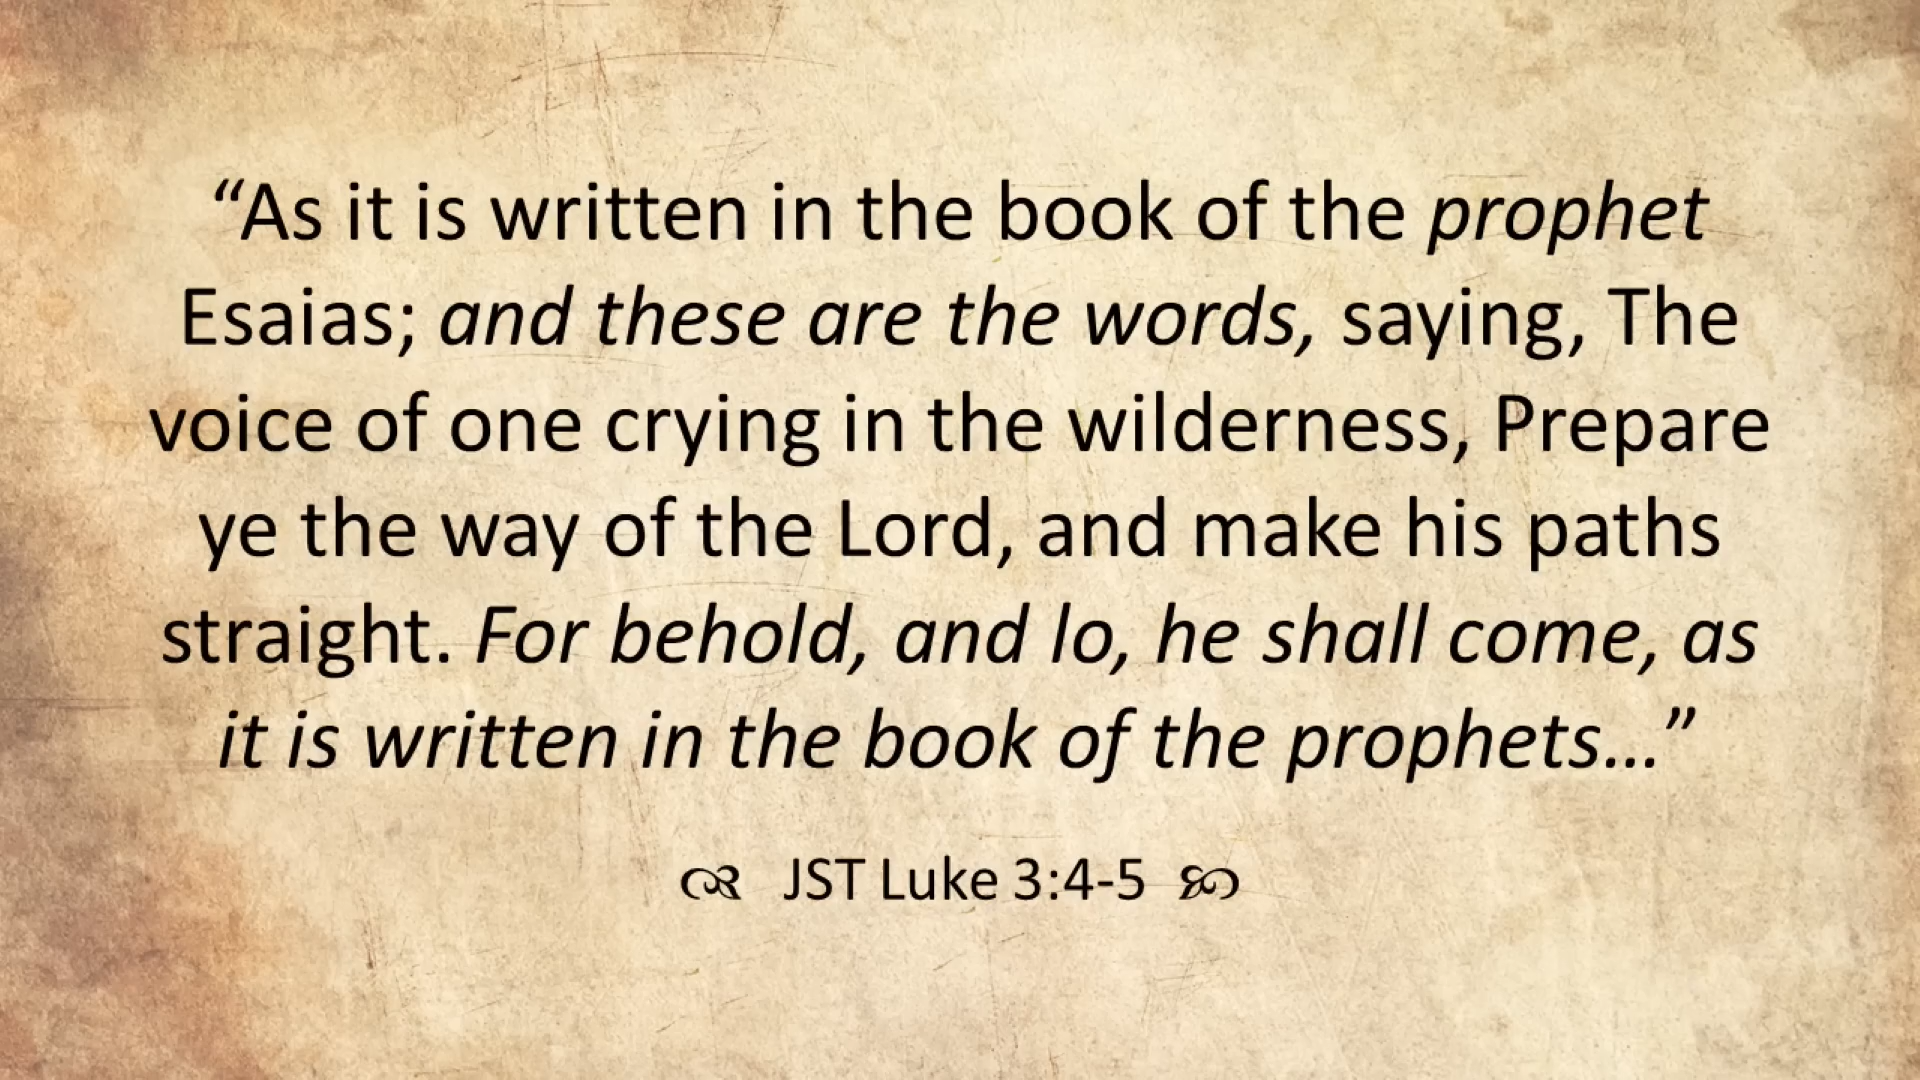 “As it is written in the book of the prophet
Esaias; and these are the words, saying, The
voice of one crying in the wilderness, Prepare
ye the way of the Lord, and make his paths
straight. For behold, and lo, he shall come, as
it is written in the book of the prophets…”
JST Luke 3:4-5